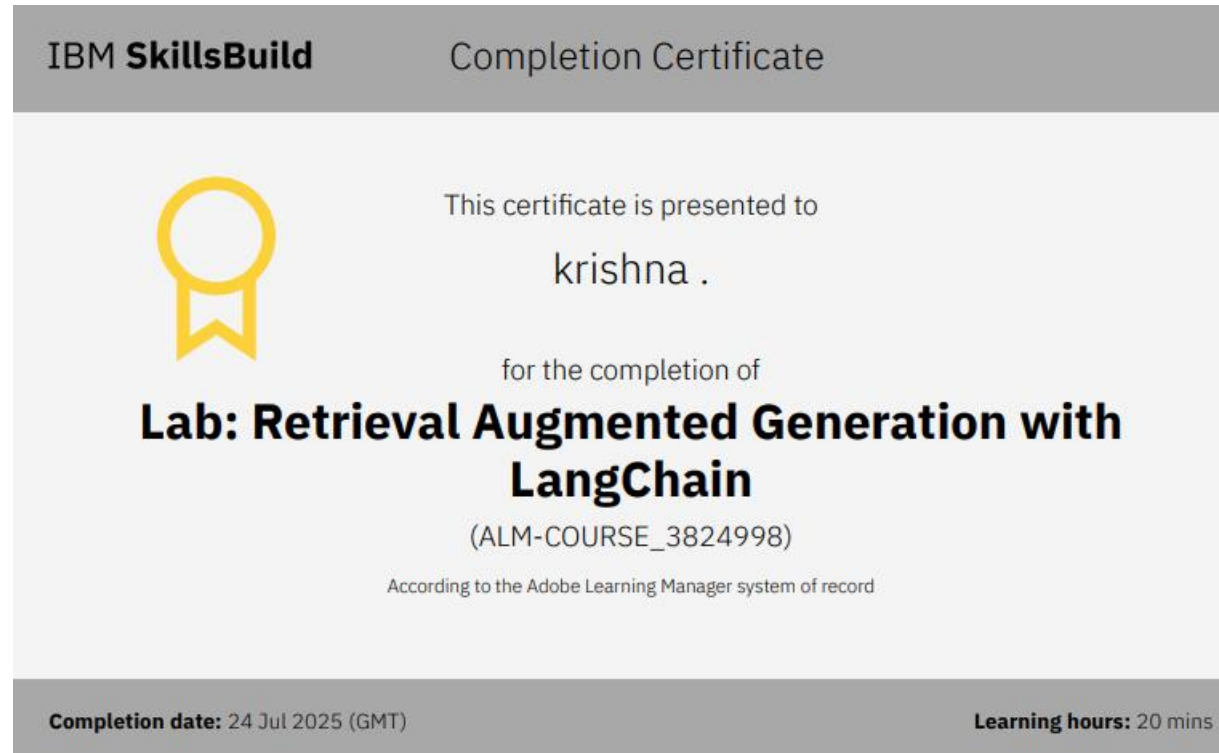 IBM SkillsBuild Completion Certificate
This certificate is presented to
krishna .
for the completion of
Lab: Retrieval Augmented Generation with
LangChain
(ALM-COURSE_3824998)
According to the Adobe Learning Manager system of record
Completion date: 24 Jul 2025 (GMT) Learning hours: 20 mins